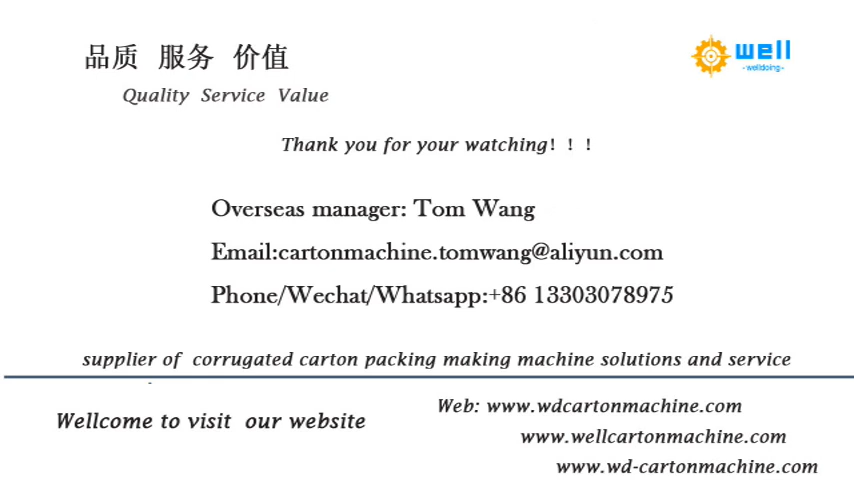 品质 服务 价值
well
-welldoing-
Quality Service Value
Thank you for your watching！！！
Overseas manager: Tom Wang
Email:cartonmachine.tomwang@aliyun.com
Phone/Wechat/Whatsapp:+86 13303078975
supplier of corrugated carton packing making machine solutions and service
Wellcome to visit our website
Web: www.wdcartonmachine.com
www.wellcartonmachine.com
www.wd-cartonmachine.com